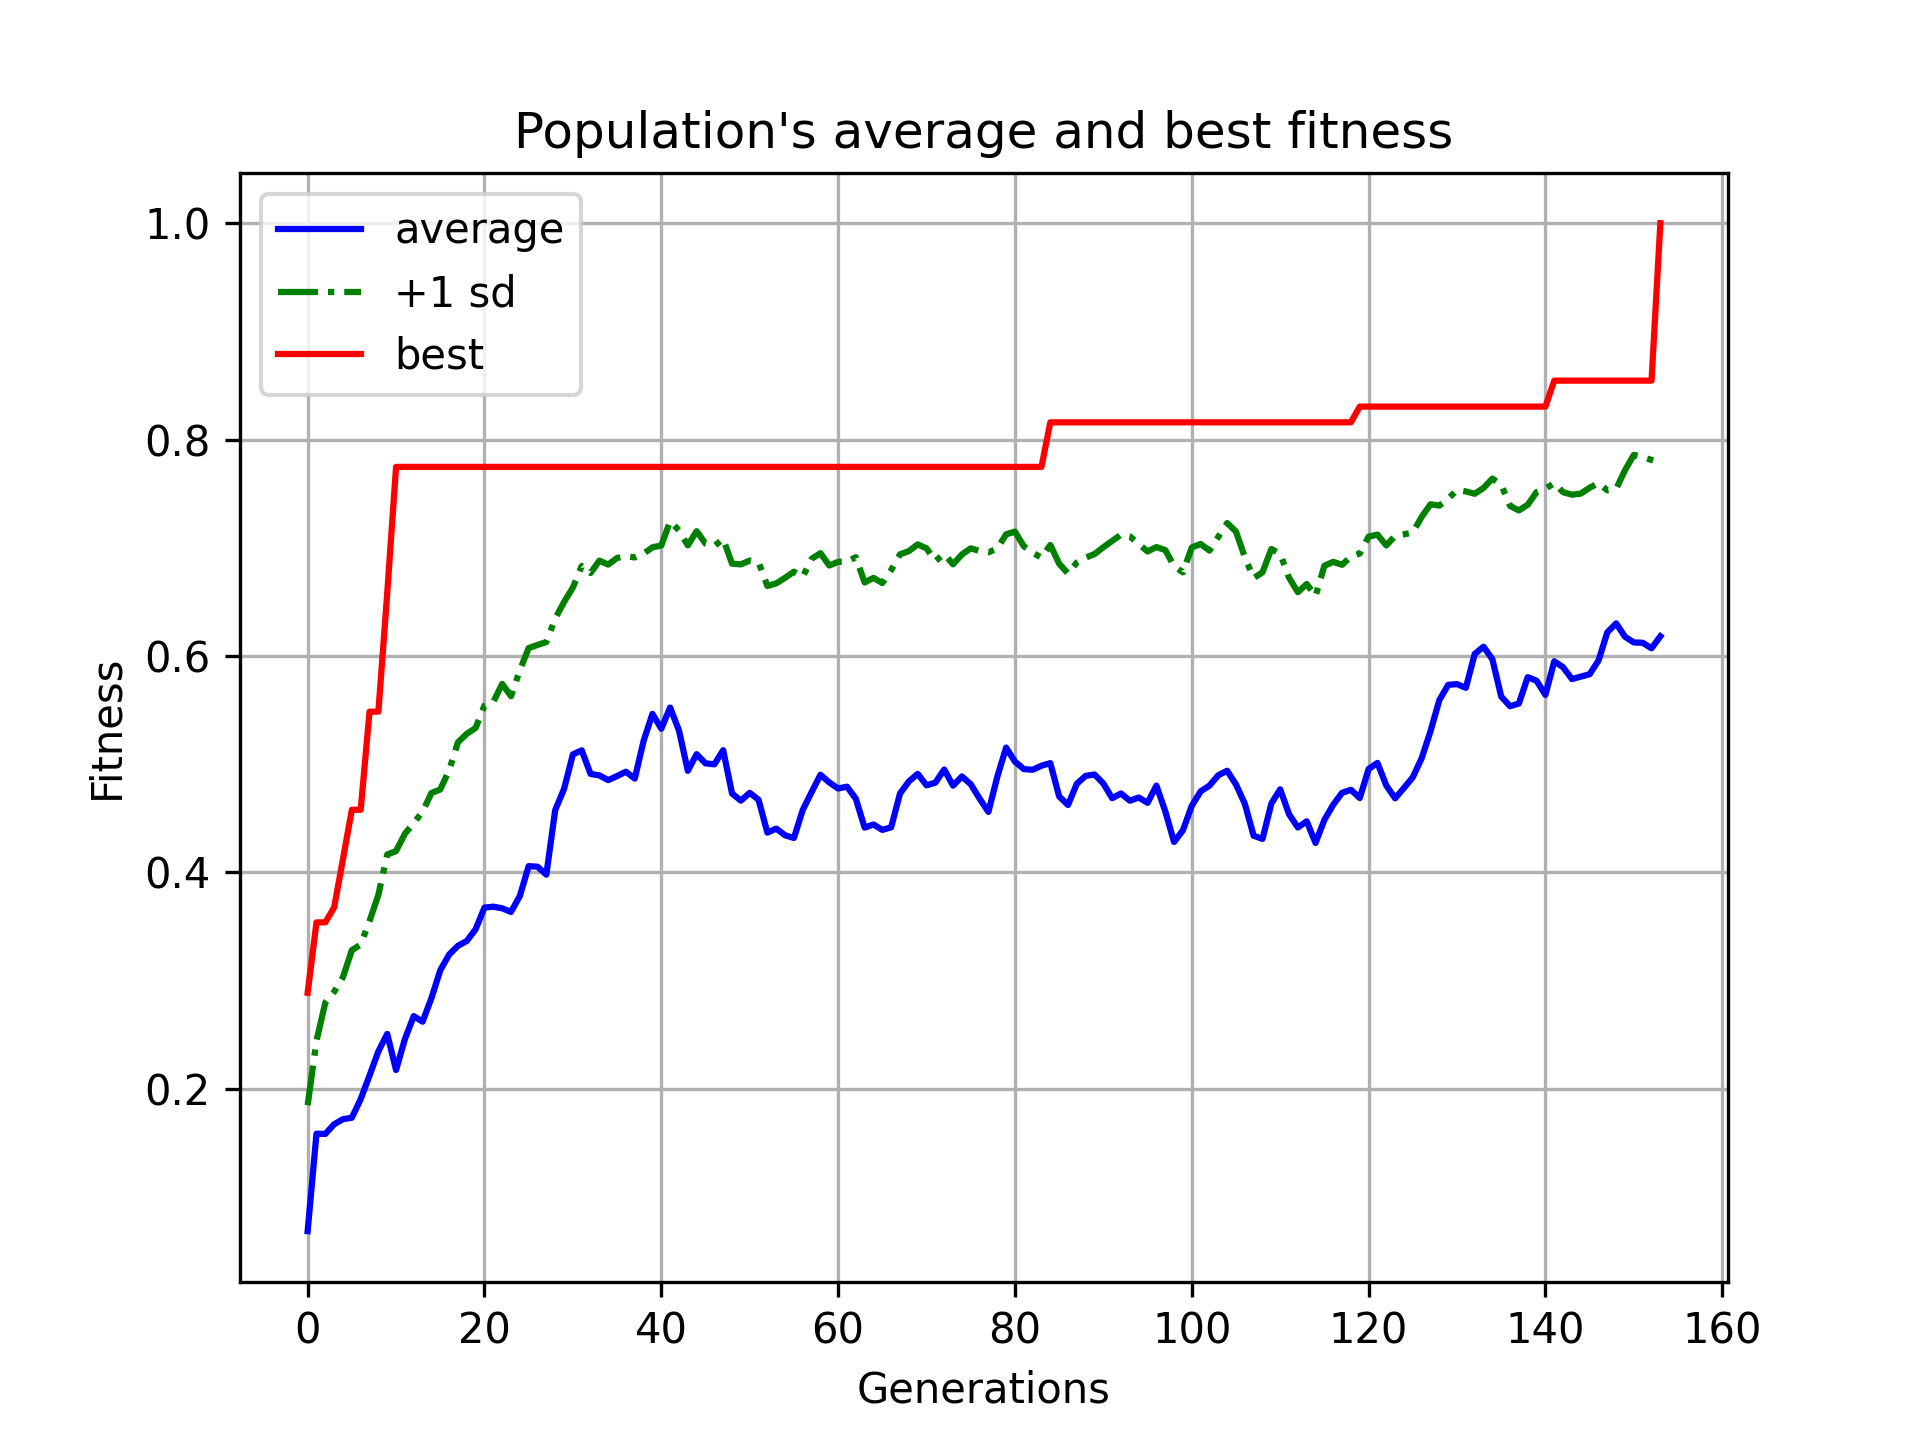 Population's average and best fitness
average
+1 sd
best
1.0
0.8
0.6
0.4
0.2
Fitness
0 20 40 60 80 100 120 140 160
Generations